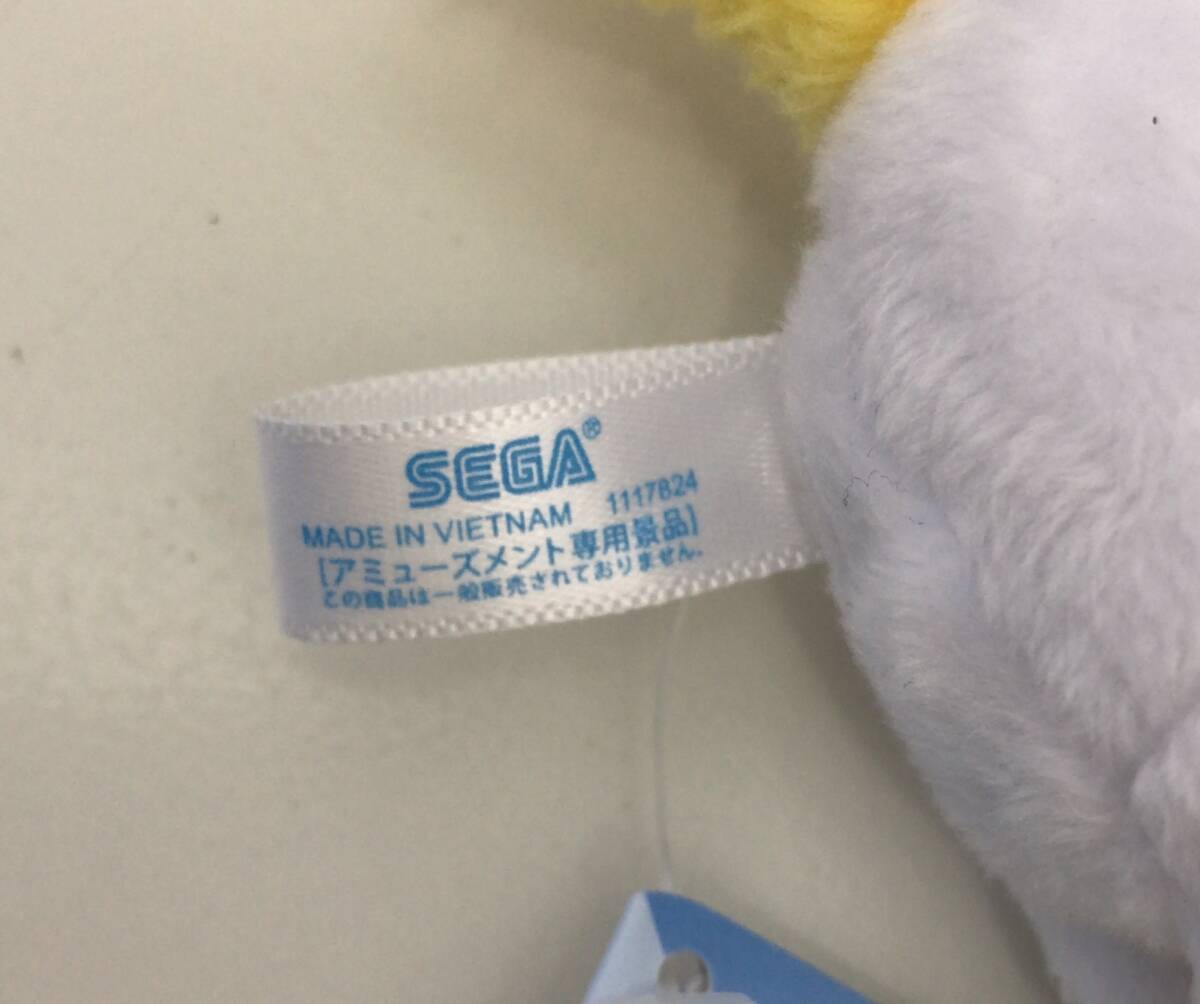 SEGA®
MADE IN VIETNAM 1117824
[アミューズメント専用景品]
この商品は一般販売されておりません。